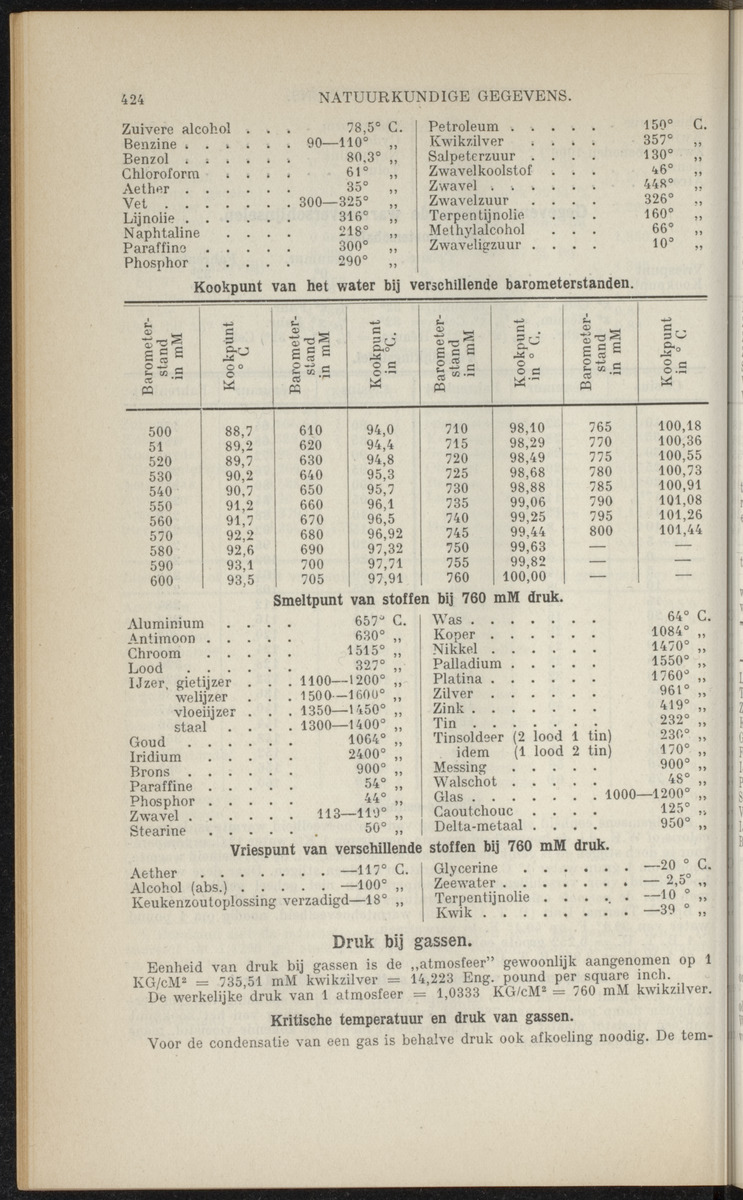 424 NATUURKUNDIGE GEGEVENS.
Zuivere alcohol . . . 78,5° C.
Benzine . . . . . . 90—110° „
Benzol . . . . . . 80,3° „
Chloroform . . . . 61° „
Aether . . . . . . 35° „
Vet . . . . . . . 300—325° „
Lijnolie . . . . . . 316° „
Naphtaline . . . . 218° „
Paraffine . . . . . 300° „
Phosphor . . . . . 290° „
Petroleum . . . . . 150° C.
Kwikzilver . . . . 357° „
Salpeterzuur . . . . 130° „
Zwavelkoolstof . . . 46° „
Zwavel . . . . . . 448° „
Zwavelzuur . . . . 326° „
Terpentijnolie . . . 160° „
Methylalcohol . . . 66° „
Zwaveligzuur . . . . 10° „
Kookpunt van het water bij verschillende barometerstanden.
Barometer-
stand
in mM
Kookpunt
° C
Barometer-
stand
in mM
Kookpunt
in °C.
Barometer-
stand
in mM
Kookpunt
in ° C.
Barometer-
stand
in mM
Kookpunt
in ° C
500 88,7 610 94,0 710 98,10 765 100,18
51 89,2 620 94,4 715 98,29 770 100,36
520 89,7 630 94,8 720 98,49 775 100,55
530 90,2 640 95,3 725 98,68 780 100,73
540 90,7 650 95,7 730 98,88 785 100,91
550 91,2 660 96,1 735 99,06 790 101,08
560 91,7 670 96,5 740 99,25 795 101,26
570 92,2 680 96,92 745 99,44 800 101,44
580 92,6 690 97,32 750 99,63 — —
590 93,1 700 97,71 755 99,82 — —
600 93,5 705 97,91 760 100,00 — —
Smeltpunt van stoffen bij 760 mM druk.
Aluminium . . . . 657° C.
Antimoon . . . . . 630° „
Chroom . . . . . 1515° „
Lood . . . . . . 327° „
IJzer, gietijzer . . . 1100—1200° „
welijzer . . . 1500—1600° „
vloeiijzer . . . 1350—1450° „
staal . . . . 1300—1400° „
Goud . . . . . . 1064° „
Iridium . . . . . 2400° „
Brons . . . . . . 900° „
Paraffine . . . . . 54° „
Phosphor . . . . . 44° „
Zwavel . . . . . . 113—119° „
Stearine . . . . . 50° „
Was . . . . . . . 64° C.
Koper . . . . . . 1084° „
Nikkel . . . . . . 1470° „
Palladium . . . . . 1550° „
Platina . . . . . . 1760° „
Zilver . . . . . . 961° „
Zink . . . . . . . 419° „
Tin . . . . . . . 232° „
Tinsoldeer (2 lood 1 tin) 230° „
idem (1 lood 2 tin) 170° „
Messing . . . . . 900° „
Walschot . . . . . 48° „
Glas . . . . . . . 1000—1200° „
Caoutchouc . . . . 125° „
Delta-metaal . . . . 950° „
Vriespunt van verschillende stoffen bij 760 mM druk.
Aether . . . . . . . —117° C.
Alcohol (abs.) . . . . . —100° „
Keukenzoutoplossing verzadigd—18° „
Glycerine . . . . . . —20 ° C.
Zeewater . . . . . . . — 2,5° „
Terpentijnolie . . . . . —10 ° „
Kwik . . . . . . . . —39 ° „
Druk bij gassen.
Eenheid van druk bij gassen is de „atmosfeer” gewoonlijk aangenomen op 1
KG/cM² = 735,51 mM kwikzilver = 14,223 Eng. pound per square inch.
De werkelijke druk van 1 atmosfeer = 1,0333 KG/cM² = 760 mM kwikzilver.
Kritische temperatuur en druk van gassen.
Voor de condensatie van een gas is behalve druk ook afkoeling noodig. De tem-